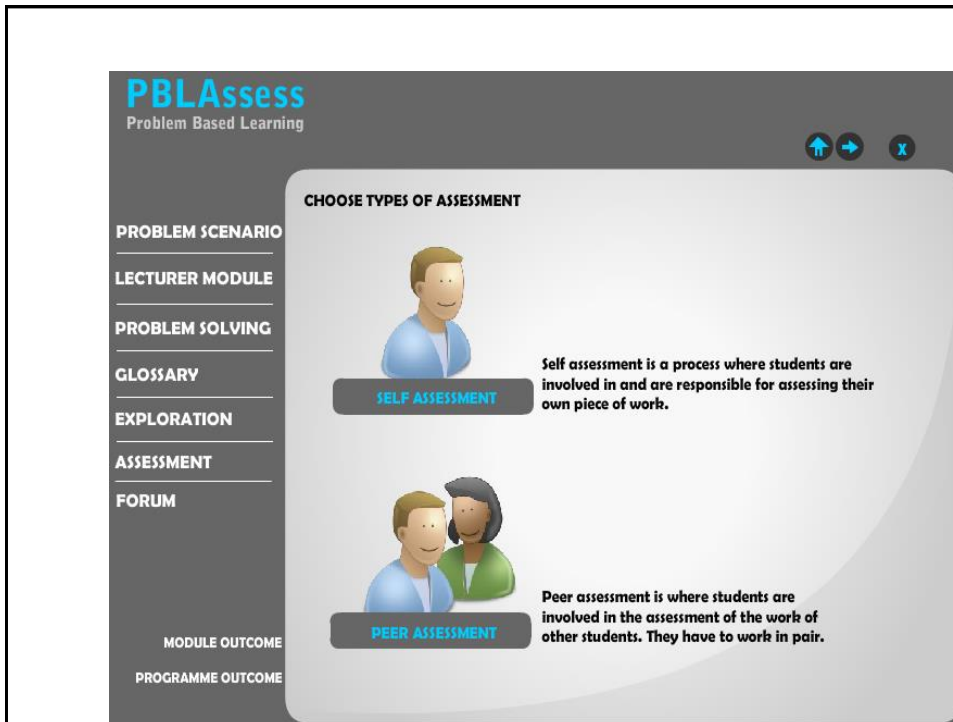 PBLAssess
Problem Based Learning
X
CHOOSE TYPES OF ASSESSMENT
PROBLEM SCENARIO
LECTURER MODULE
PROBLEM SOLVING
GLOSSARY
EXPLORATION
ASSESSMENT
FORUM
MODULE OUTCOME
PROGRAMME OUTCOME
SELF ASSESSMENT
Self assessment is a process where students are
involved in and are responsible for assessing their
own piece of work.
PEER ASSESSMENT
Peer assessment is where students are
involved in the assessment of the work of
other students. They have to work in pair.